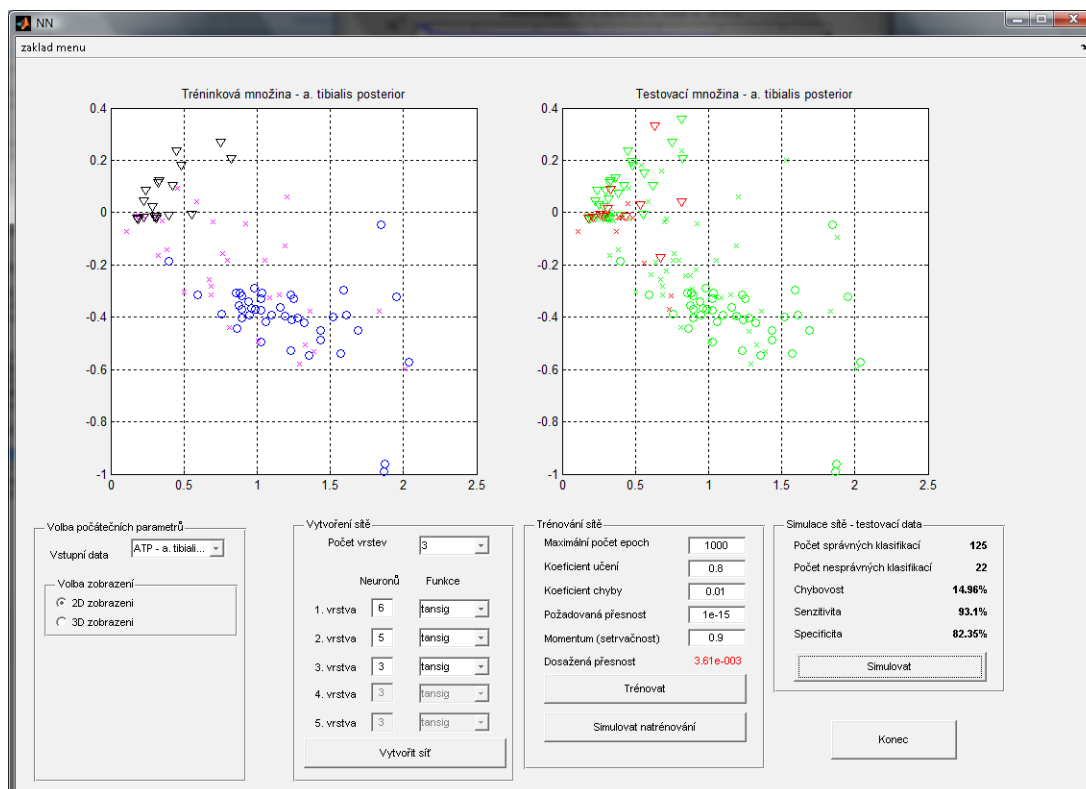 NN
zaklad menu
Tréninková množina - a. tibialis posterior
0.4
0.2
0
-0.2
-0.4
-0.6
-0.8
-1
0 0.5 1 1.5 2 2.5
Testovací množina - a. tibialis posterior
0.4
0.2
0
-0.2
-0.4
-0.6
-0.8
-1
0 0.5 1 1.5 2 2.5
Volba počátečních parametrů
Vstupní data ATP - a. tibiali...
Volba zobrazení
2D zobrazeni
3D zobrazeni
Vytvoření sítě
Počet vrstev 3
Neuronů Funkce
1. vrstva 6 tansig
2. vrstva 5 tansig
3. vrstva 3 tansig
4. vrstva 3 tansig
5. vrstva 3 tansig
Vytvořit síť
Trénování sítě
Maximální počet epoch 1000
Koeficient učení 0.8
Koeficient chyby 0.01
Požadovaná přesnost 1e-15
Momentum (setrvačnost) 0.9
Dosažená přesnost 3.61e-003
Trénovat
Simulovat natrénování
Simulace sítě - testovací data
Počet správných klasifikací 125
Počet nesprávných klasifikací 22
Chybovost 14.96%
Senzitivita 93.1%
Specificita 82.35%
Simulovat
Konec